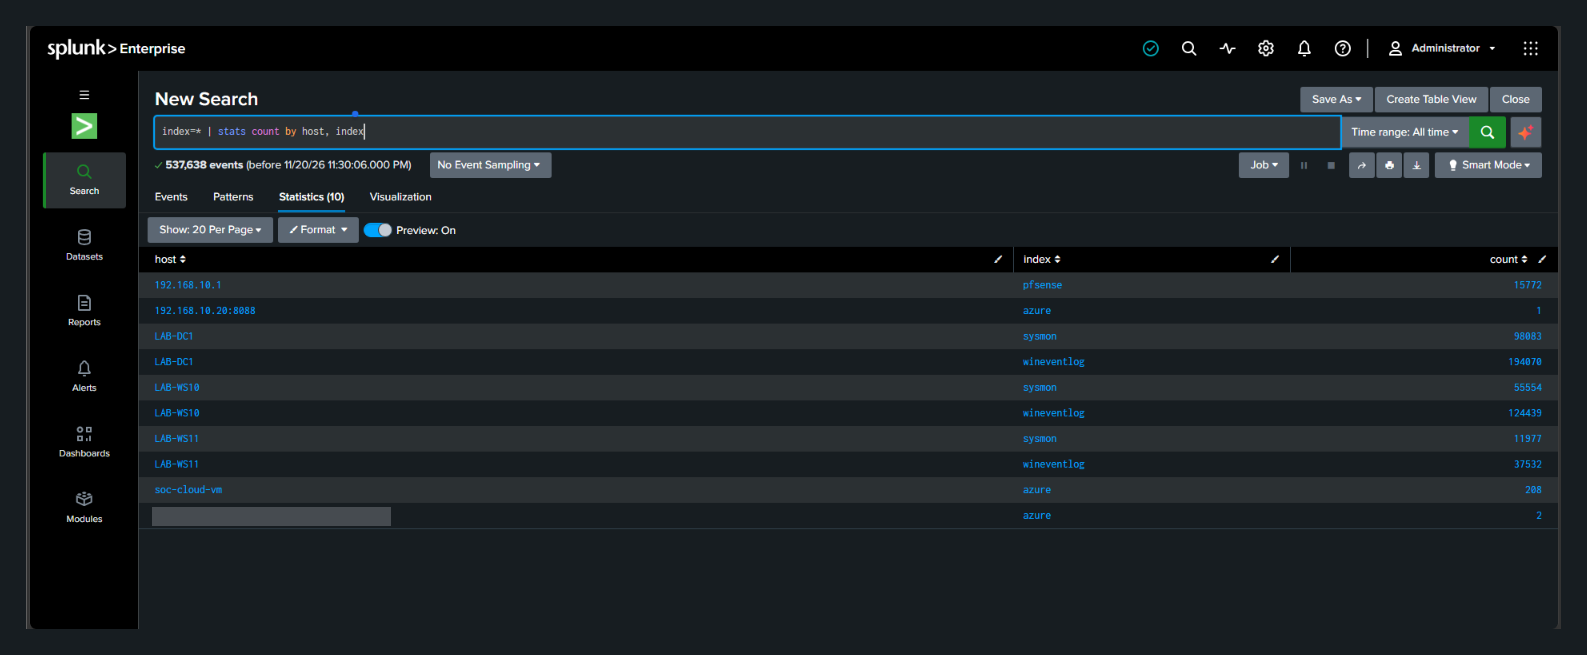 splunk>Enterprise
Administrator
New Search
Save As
Create Table View
Close
index=* | stats count by host, index
Time range: All time
537,638 events (before 11/20/26 11:30:06.000 PM)
No Event Sampling
Job
Smart Mode
Search
Datasets
Reports
Alerts
Dashboards
Modules
Events
Patterns
Statistics (10)
Visualization
Show: 20 Per Page
Format
Preview: On
host index count
192.168.10.1 pfsense 15772
192.168.10.20:8088 azure 1
LAB-DC1 sysmon 98083
LAB-DC1 wineventlog 194070
LAB-WS10 sysmon 55554
LAB-WS10 wineventlog 124439
LAB-WS11 sysmon 11977
LAB-WS11 wineventlog 37532
soc-cloud-vm azure 208
azure 2